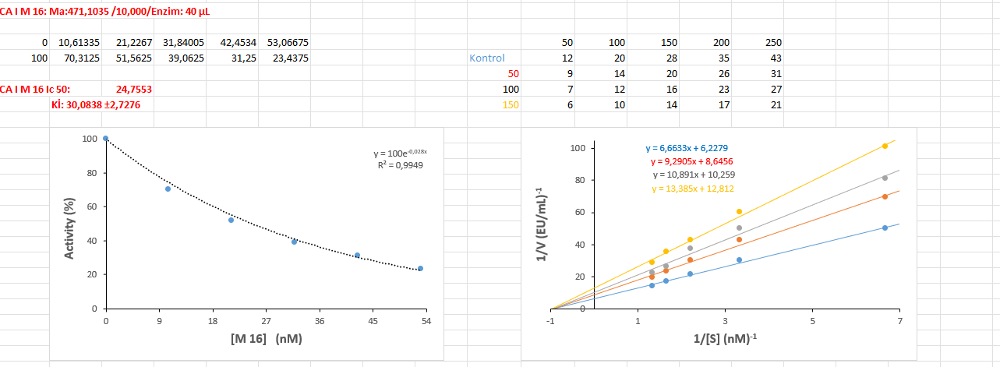 CA I M 16: Ma:471,1035 /10,000/Enzim: 40 µL
0 10,61335 21,2267 31,84005 42,4534 53,06675
100 70,3125 51,5625 39,0625 31,25 23,4375
CA I M 16 Ic 50: 24,7553
Kİ: 30,0838 ±2,7276
50 100 150 200 250
Kontrol 12 20 28 35 43
50 9 14 20 26 31
100 7 12 16 23 27
150 6 10 14 17 21
y = 100e^-0,028x
R² = 0,9949
Activity (%)
100
80
60
40
20
0
0 9 18 27 36 45 54
[M 16] (nM)
y = 6,6633x + 6,2279
y = 9,2905x + 8,6456
y = 10,891x + 10,259
y = 13,385x + 12,812
1/V (EU/mL)⁻¹
100
80
60
40
20
0
-1 1 3 5 7
1/[S] (nM)⁻¹